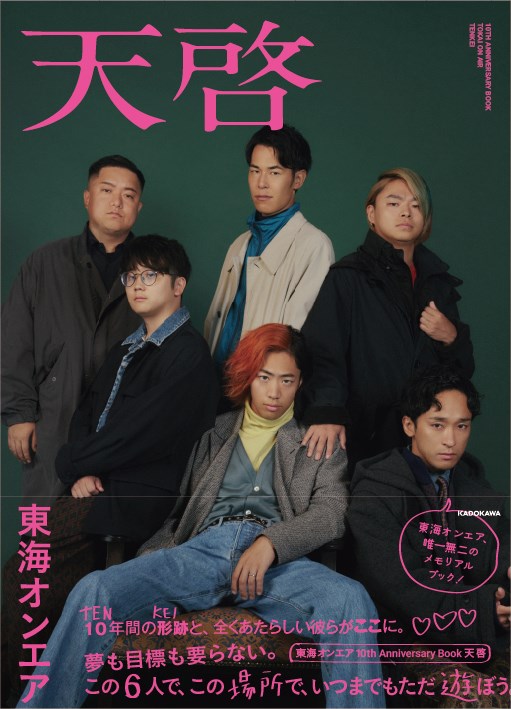 天啓
10TH ANNIVERSARY BOOK
TOKAI ON AIR
TENKEI
東海オンエア
KADOKAWA
東海オンエア、
唯一無二の
メモリアル
ブック!
TEN KEI
10年間の形跡と、全くあたらしい彼らがここに。♡♡♡
夢も目標も要らない。 東海オンエア 10th Anniversary Book 天啓
この6人で、この場所で、いつまでもただ遊ぼう。